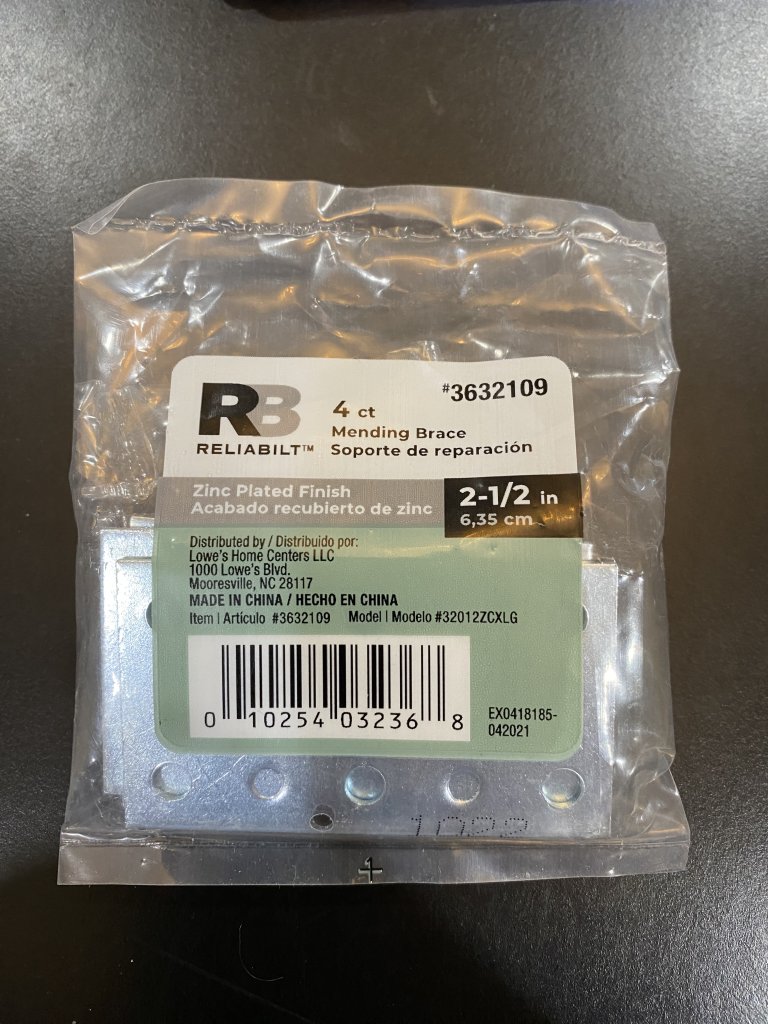 RB
RELIABILT™
#3632109
4 ct
Mending Brace
Soporte de reparación
Zinc Plated Finish
Acabado recubierto de zinc
2-1/2 in
6,35 cm
Distributed by / Distribuido por:
Lowe's Home Centers LLC
1000 Lowe's Blvd.
Mooresville, NC 28117
MADE IN CHINA / HECHO EN CHINA
Item | Artículo #3632109 Model | Modelo #32012ZCXLG
0 10254 03236 8
EX0418185-
042021
1022